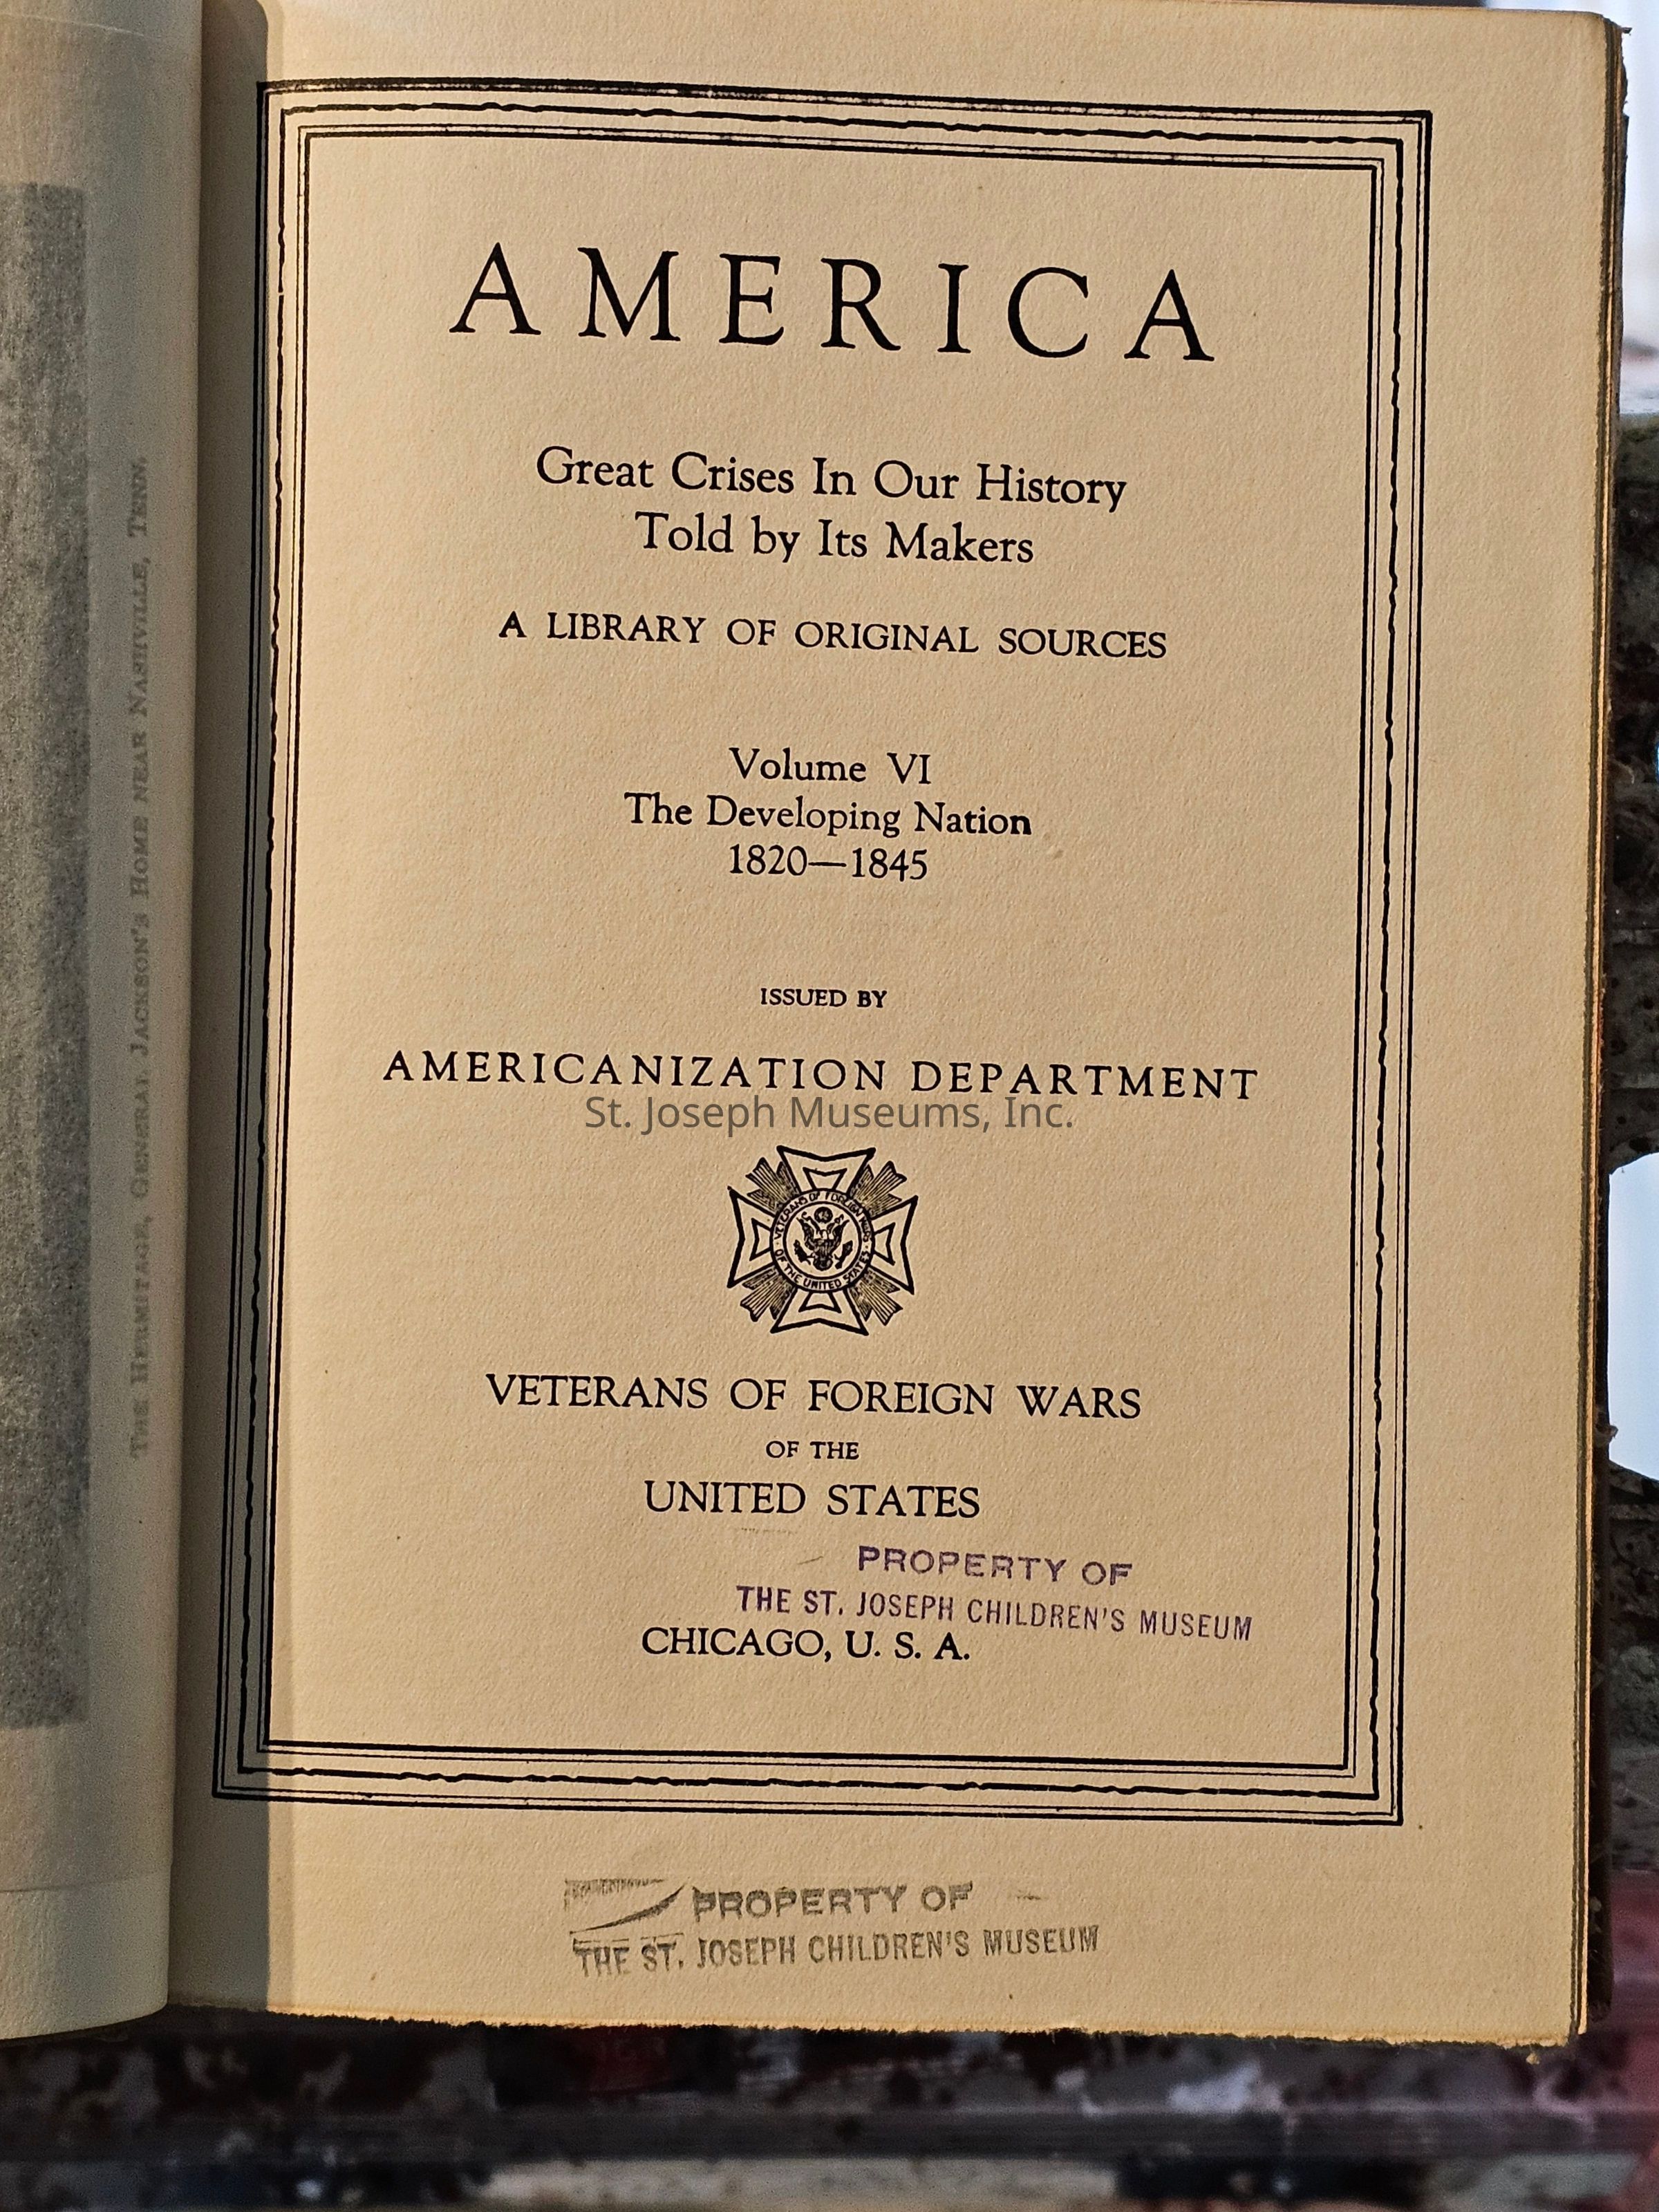 THE HERMITAGE, GENERAL JACKSON'S HOME NEAR NASHVILLE, TENN.
AMERICA
Great Crises In Our History
Told by Its Makers
A LIBRARY OF ORIGINAL SOURCES
Volume VI
The Developing Nation
1820—1845
ISSUED BY
AMERICANIZATION DEPARTMENT
St. Joseph Museums, Inc.
VETERANS OF FOREIGN WARS
OF THE UNITED STATES
VETERANS OF FOREIGN WARS
OF THE
UNITED STATES
PROPERTY OF
THE ST. JOSEPH CHILDREN'S MUSEUM
CHICAGO, U. S. A.
PROPERTY OF
THE ST. JOSEPH CHILDREN'S MUSEUM